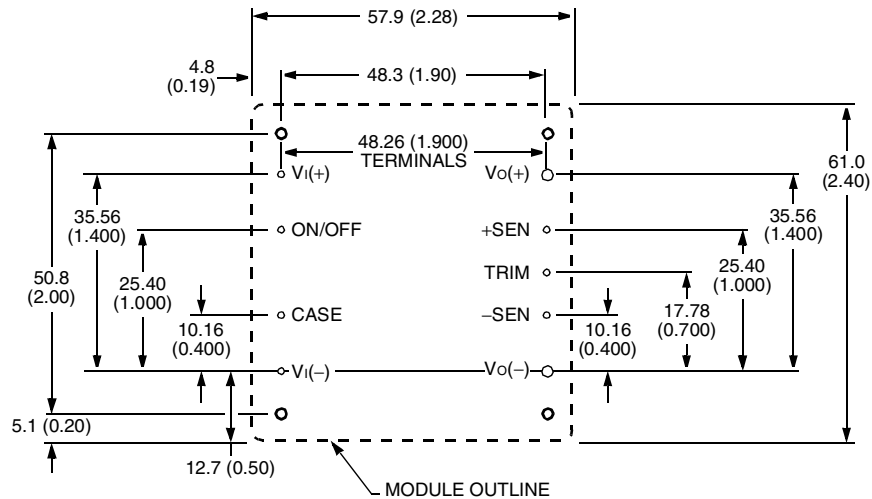 57.9 (2.28)
4.8
(0.19)
48.3 (1.90)
48.26 (1.900)
TERMINALS
VI(+)
VO(+)
61.0
(2.40)
35.56
(1.400)
35.56
(1.400)
ON/OFF
+SEN
50.8
(2.00)
25.40
(1.000)
25.40
(1.000)
TRIM
17.78
(0.700)
CASE
–SEN
10.16
(0.400)
10.16
(0.400)
VI(–)
VO(–)
5.1 (0.20)
12.7 (0.50)
MODULE OUTLINE